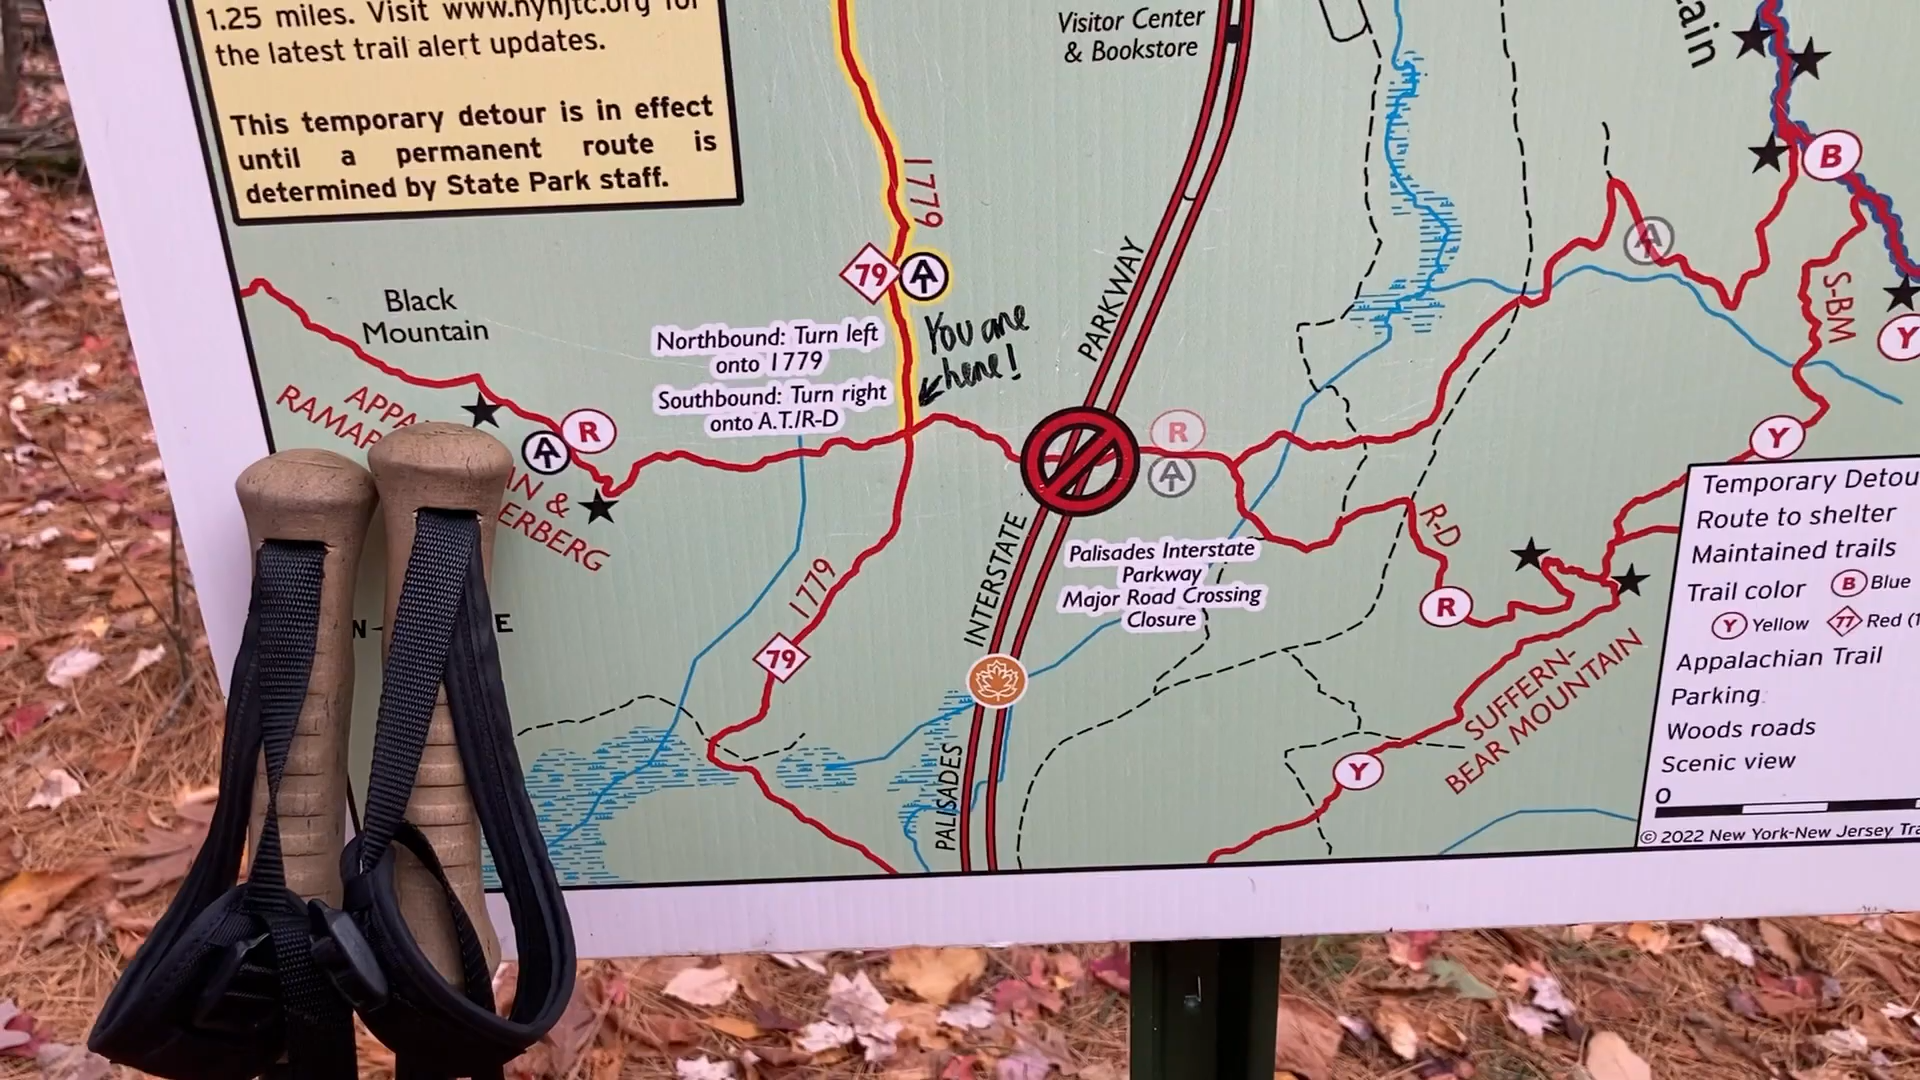 1.25 miles. Visit www.nynjtc.org for
the latest trail alert updates.
This temporary detour is in effect
until a permanent route is
determined by State Park staff.
Visitor Center
& Bookstore
1779
79
A
Northbound: Turn left
onto 1779
Southbound: Turn right
onto A.T./R-D
You are
here!
Black
Mountain
A
R
N
E
1779
79
PARKWAY
INTERSTATE
PALISADES
R
A
Palisades Interstate
Parkway
Major Road Crossing
Closure
B
A
S-BM
Y
Y
R-D
R
SUFFERN-
BEAR MOUNTAIN
Y
Temporary
Route to shelter
Maintained trails
Trail color B Blue
Y Yellow 77 Red
Appalachian Trail
Parking
Woods roads
Scenic view
0
© 2022 New York-New Jersey